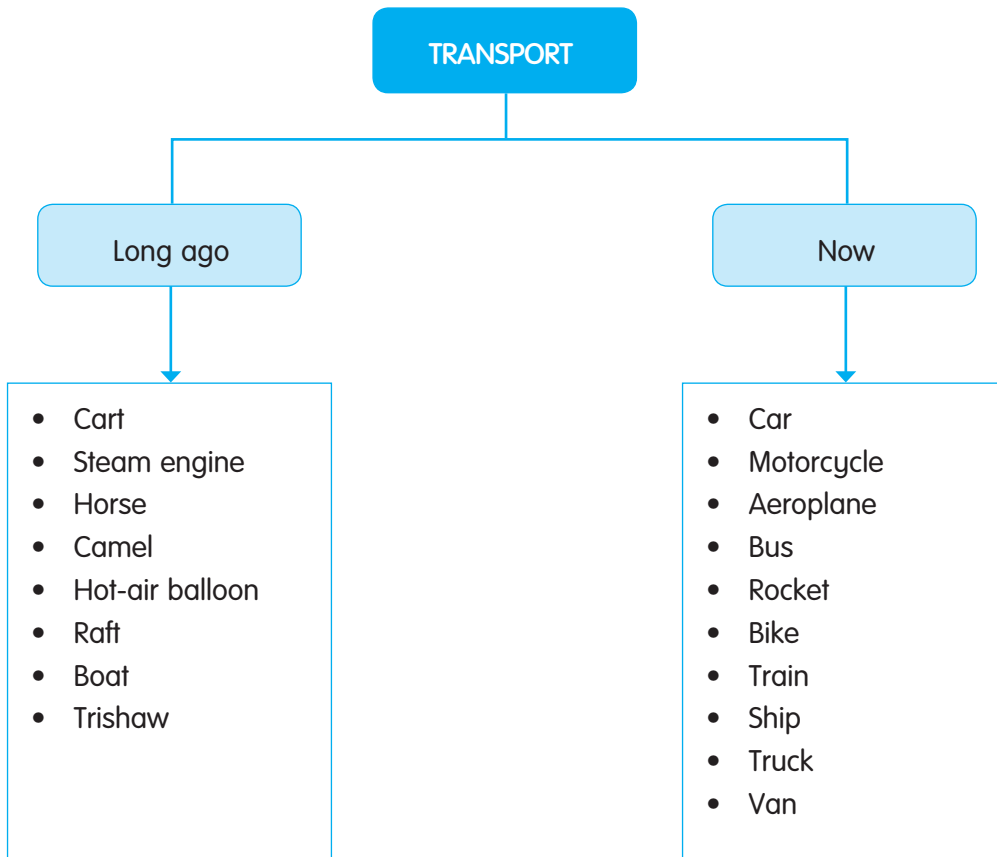 TRANSPORT
Long ago
Now
• Cart
• Steam engine
• Horse
• Camel
• Hot-air balloon
• Raft
• Boat
• Trishaw
• Car
• Motorcycle
• Aeroplane
• Bus
• Rocket
• Bike
• Train
• Ship
• Truck
• Van